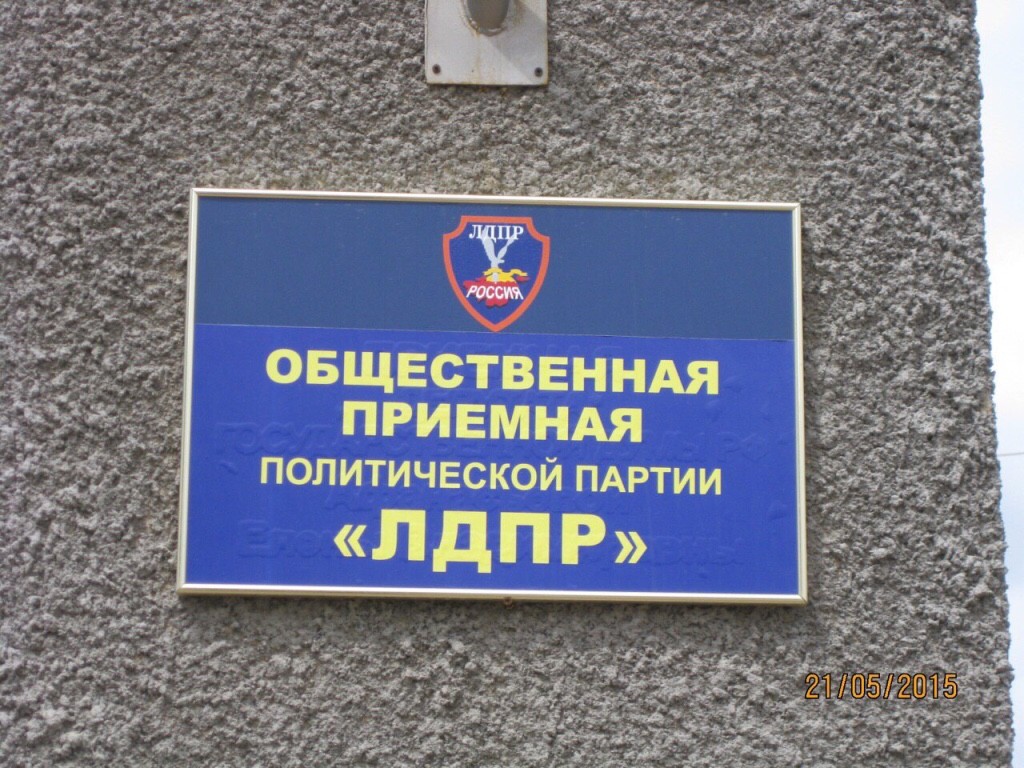 ЛДПР
РОССИЯ
ОБЩЕСТВЕННАЯ
ПРИЕМНАЯ
ПОЛИТИЧЕСКОЙ ПАРТИИ
«ЛДПР»
21/05/2015